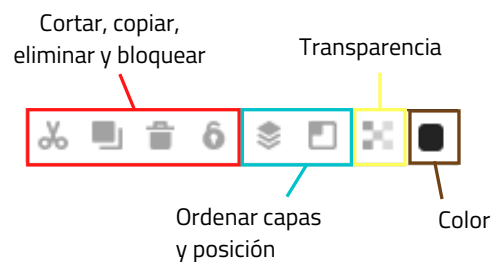 Cortar, copiar,
eliminar y bloquear
Transparencia
Ordenar capas
y posición
Color